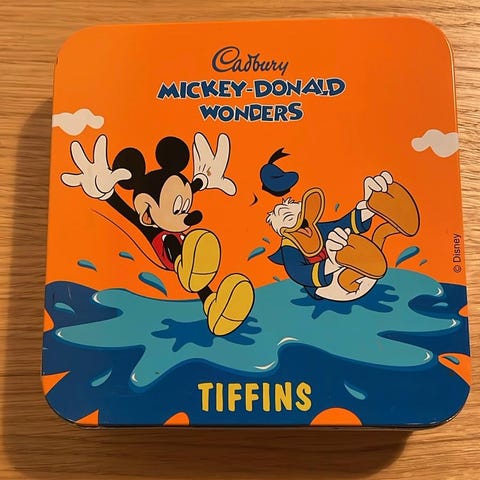 Cadbury
MICKEY-DONALD
WONDERS
© Disney
TIFFINS